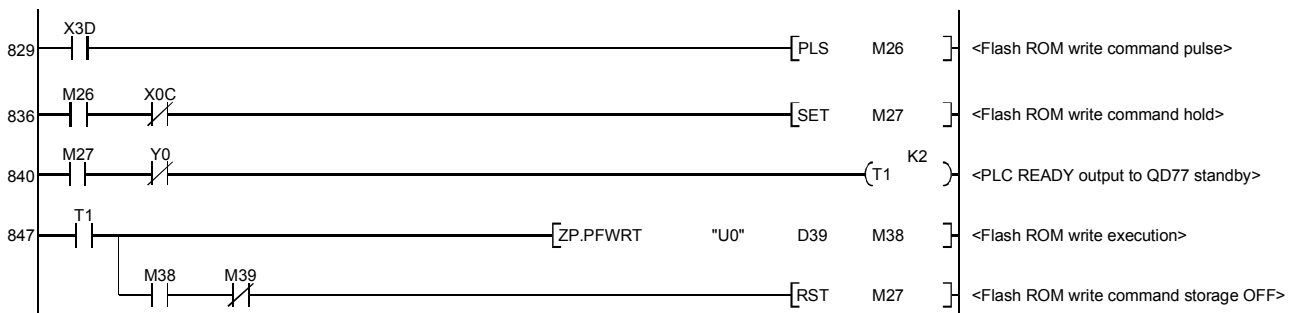 X3D
829 [PLS M26 ] <Flash ROM write command pulse>
M26 X0C
836 [SET M27 ] <Flash ROM write command hold>
M27 Y0 K2
840 (T1 ) <PLC READY output to QD77 standby>
T1
847 [ZP.PFWRT "U0" D39 M38 ] <Flash ROM write execution>
M38 M39
[RST M27 ] <Flash ROM write command storage OFF>